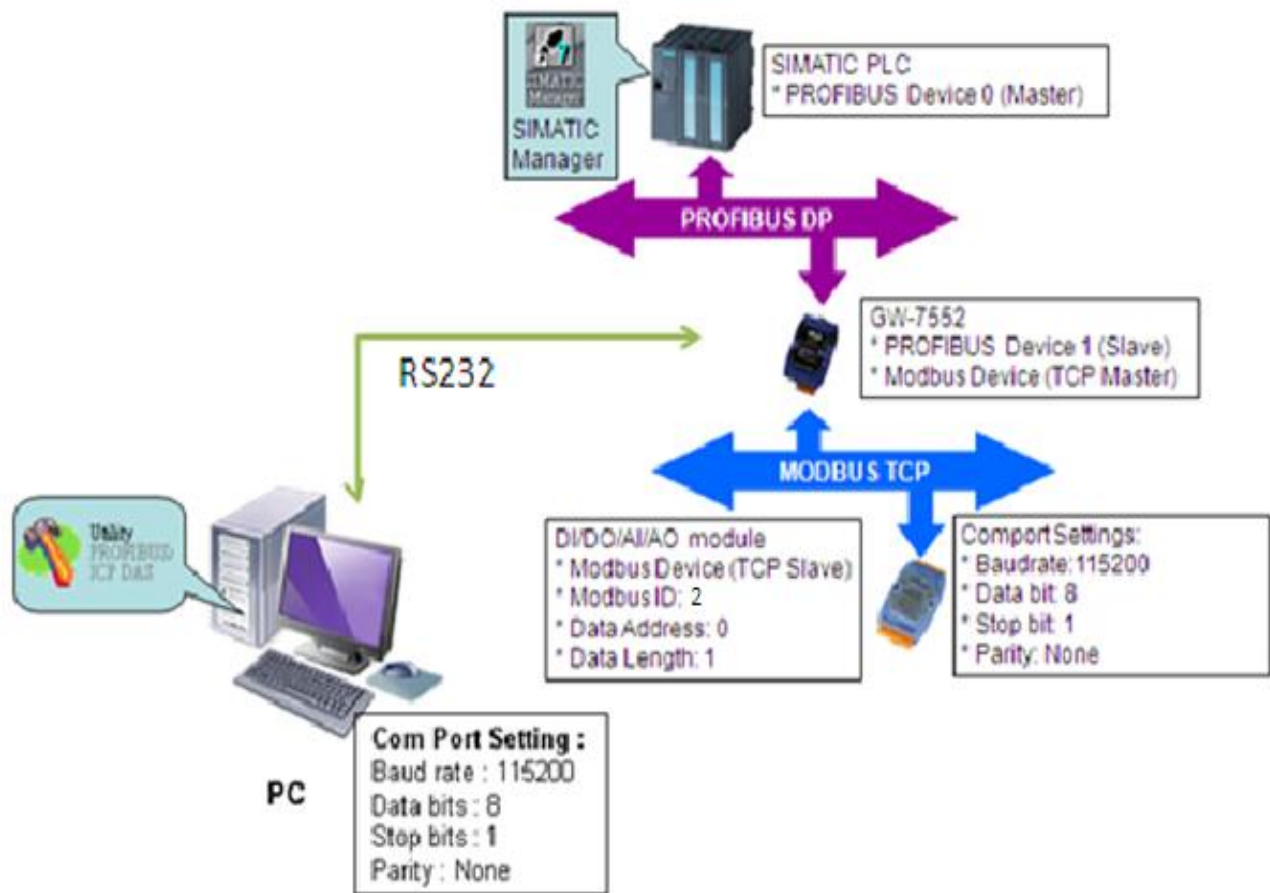 SIMATIC
Manager
SIMATIC
Manager
SIMATIC PLC
* PROFIBUS Device 0 (Master)
PROFIBUS DP
GW-7552
* PROFIBUS Device 1 (Slave)
* Modbus Device (TCP Master)
RS232
MODBUS TCP
Utility
PROFIBUS
ICP DAS
DI/DO/AI/AO module
* Modbus Device (TCP Slave)
* Modbus ID: 2
* Data Address: 0
* Data Length: 1
Comport Settings:
* Baudrate: 115200
* Data bit: 8
* Stop bit: 1
* Parity: None
PC
Com Port Setting :
Baud rate : 115200
Data bits : 8
Stop bits : 1
Parity : None